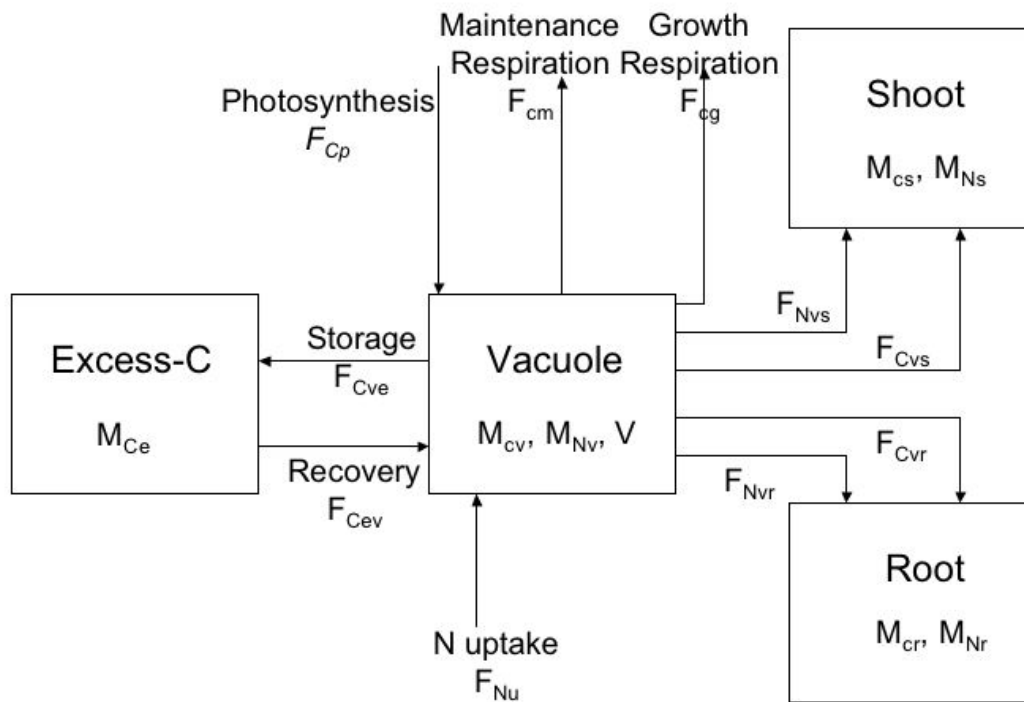 Maintenance
Respiration
F_cm
Growth
Respiration
F_cg
Photosynthesis
F_Cp
Shoot
M_cs, M_Ns
F_Nvs
F_Cvs
Excess-C
M_Ce
Storage
F_Cve
Recovery
F_Cev
Vacuole
M_cv, M_Nv, V
F_Cvr
F_Nvr
Root
M_cr, M_Nr
N uptake
F_Nu